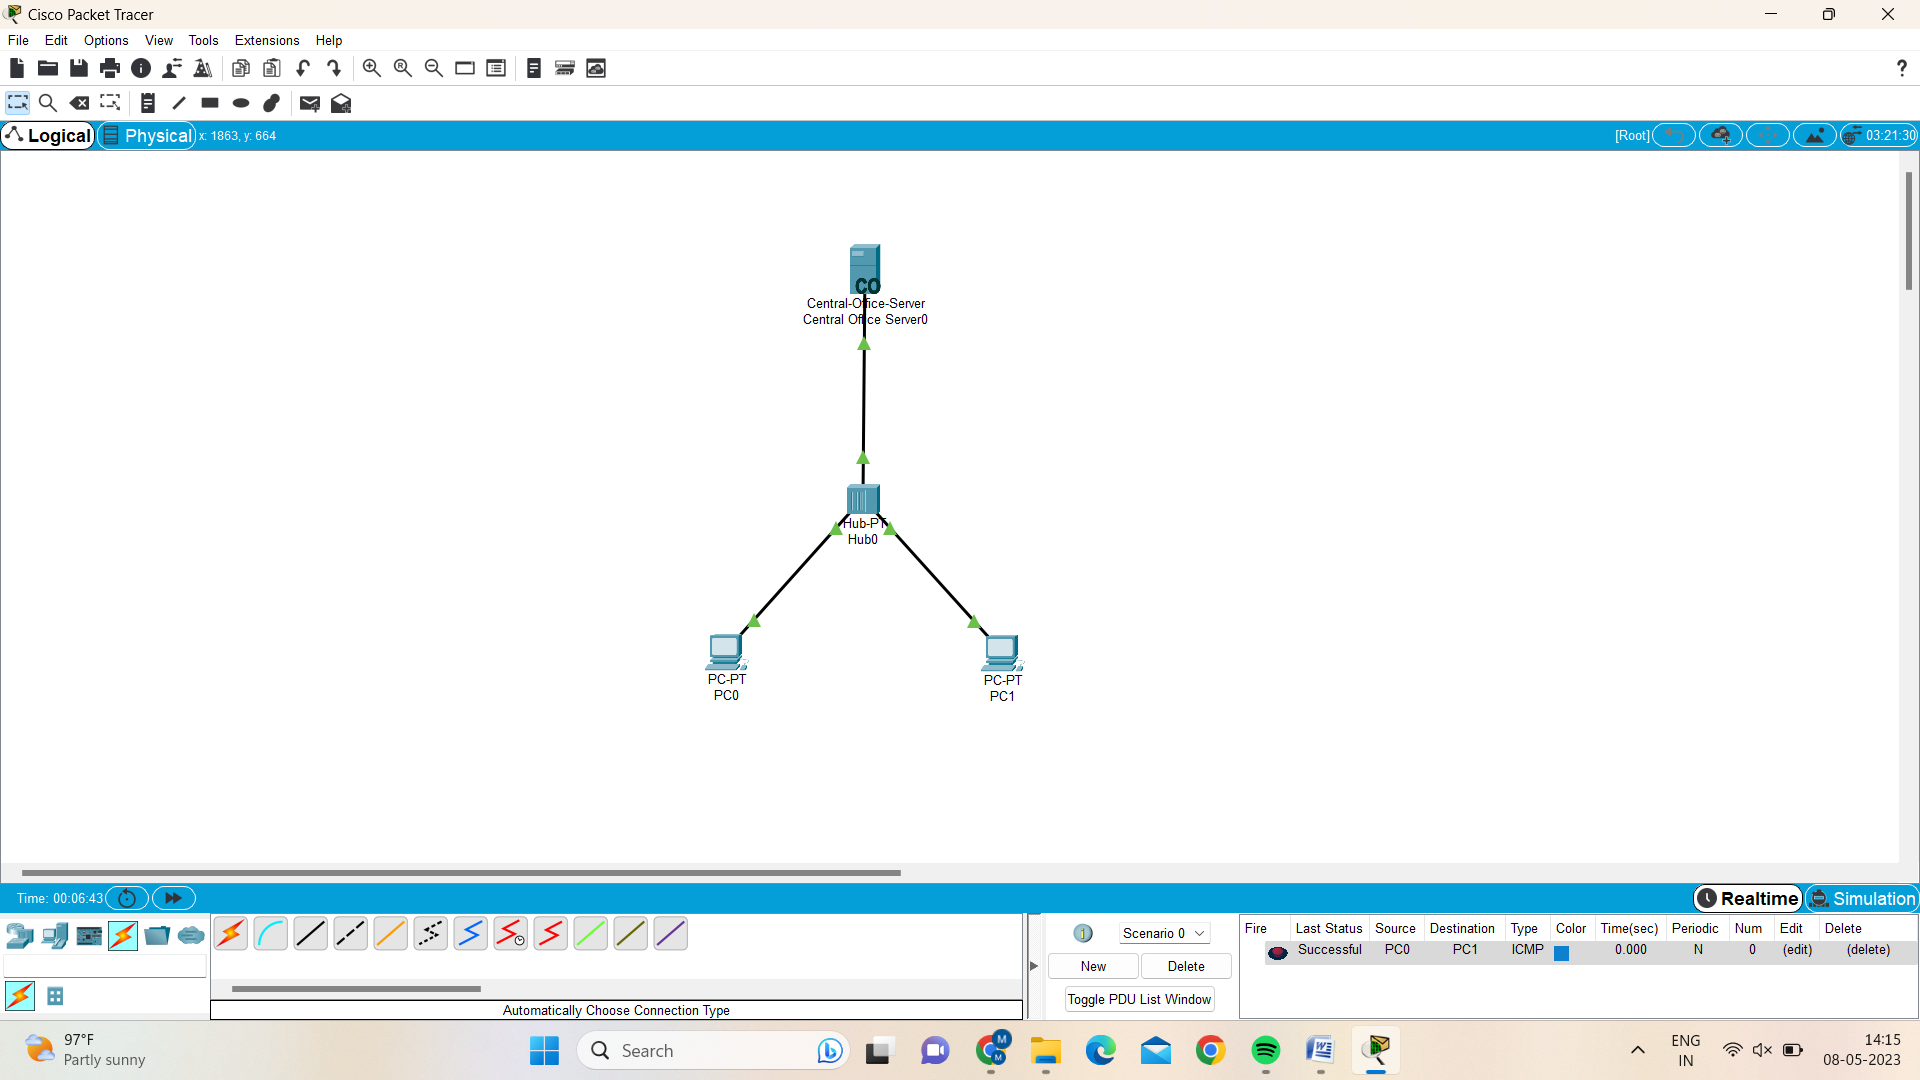 Cisco Packet Tracer
File Edit Options View Tools Extensions Help
?
Logical Physical x: 1863, y: 664 [Root] 03:21:30
CO
Central-Office-Server
Central Office Server0
Hub-PT
Hub0
PC-PT
PC0
PC-PT
PC1
Time: 00:06:43 Realtime Simulation
Scenario 0
New Delete
Toggle PDU List Window
Fire Last Status Source Destination Type Color Time(sec) Periodic Num Edit Delete
Successful PC0 PC1 ICMP 0.000 N 0 (edit) (delete)
Automatically Choose Connection Type
97°F
Partly sunny
Search
M
M
ENG
IN
14:15
08-05-2023